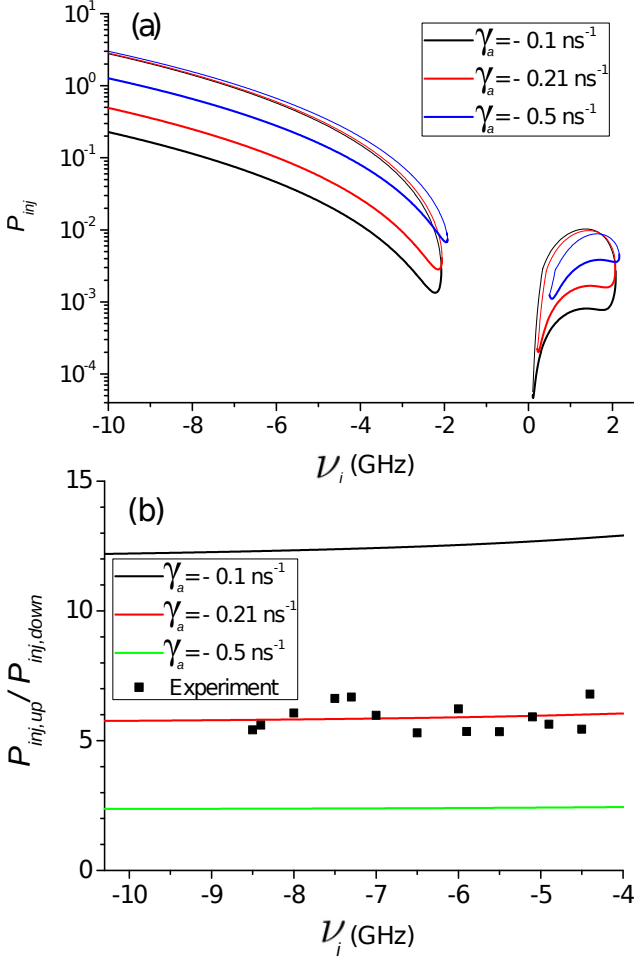 (a)
γa = - 0.1 ns-1
γa = - 0.21 ns-1
γa = - 0.5 ns-1
10^1
10^0
10^-1
10^-2
10^-3
10^-4
Pinj
-10 -8 -6 -4 -2 0 2
νi (GHz)
(b)
15
10
5
0
γa = - 0.1 ns-1
γa = - 0.21 ns-1
γa = - 0.5 ns-1
Experiment
Pinj,up / Pinj,down
-10 -9 -8 -7 -6 -5 -4
νi (GHz)